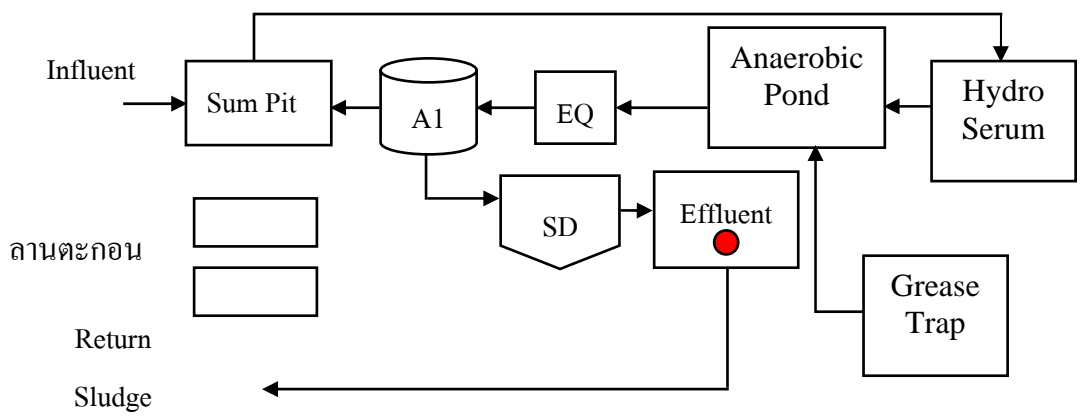 Influent
Sum Pit
A1
EQ
Anaerobic
Pond
Hydro
Serum
ลานตะกอน
SD
Effluent
Grease
Trap
Return
Sludge